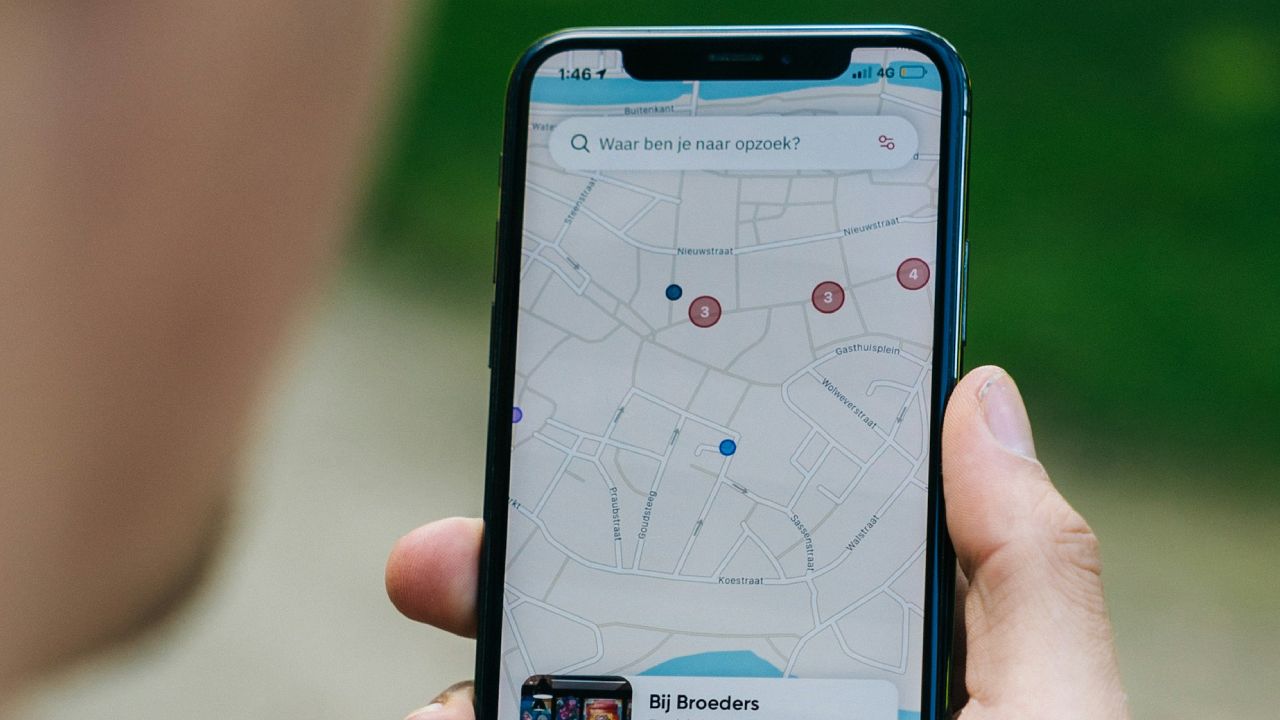 1:46 4G
Buitenkant
Wate
Waar ben je naar opzoek?
d
Steenstraat
Nieuwstraat
Nieuwstraat
4
3
3
Gasthuisplein
Wolweverstraat
rkt
Praubstraat
Goudsteeg
Sassenstraat
Walstraat
Koestraat
Bij Broeders